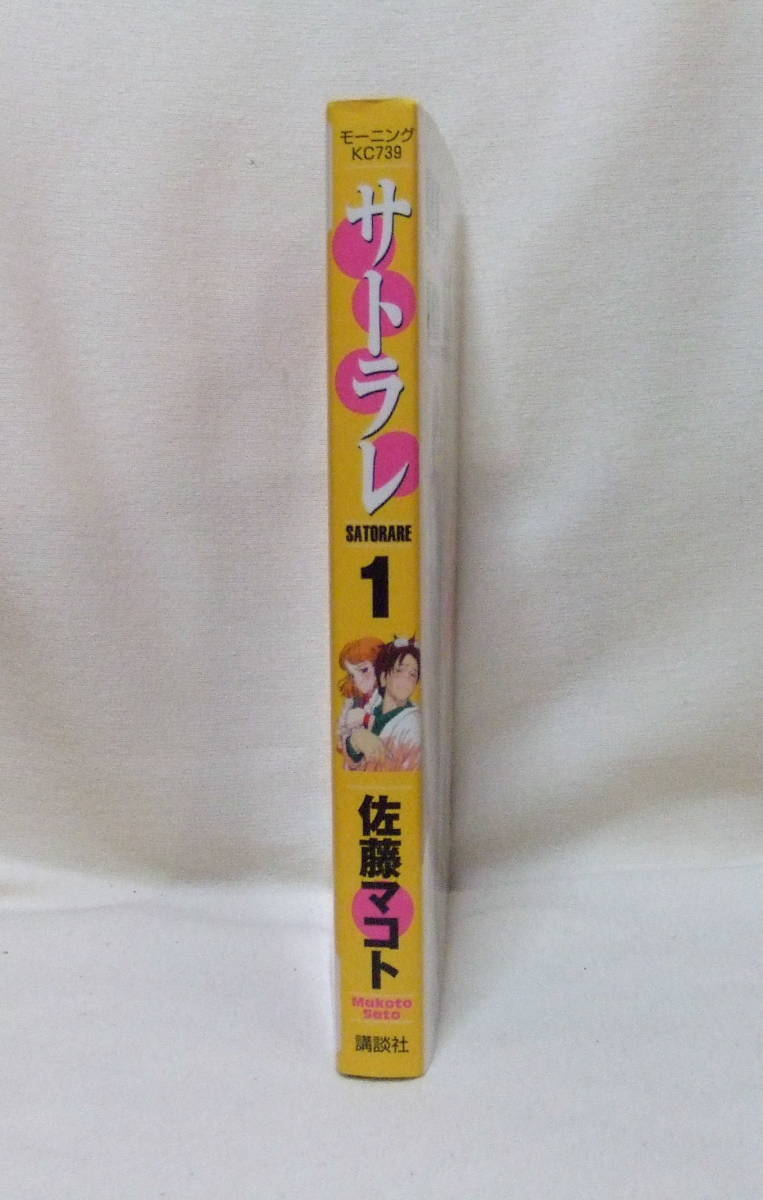 モーニング
KC739
サトラレ
SATORARE
1
佐藤マコト
Makoto
Sato
講談社